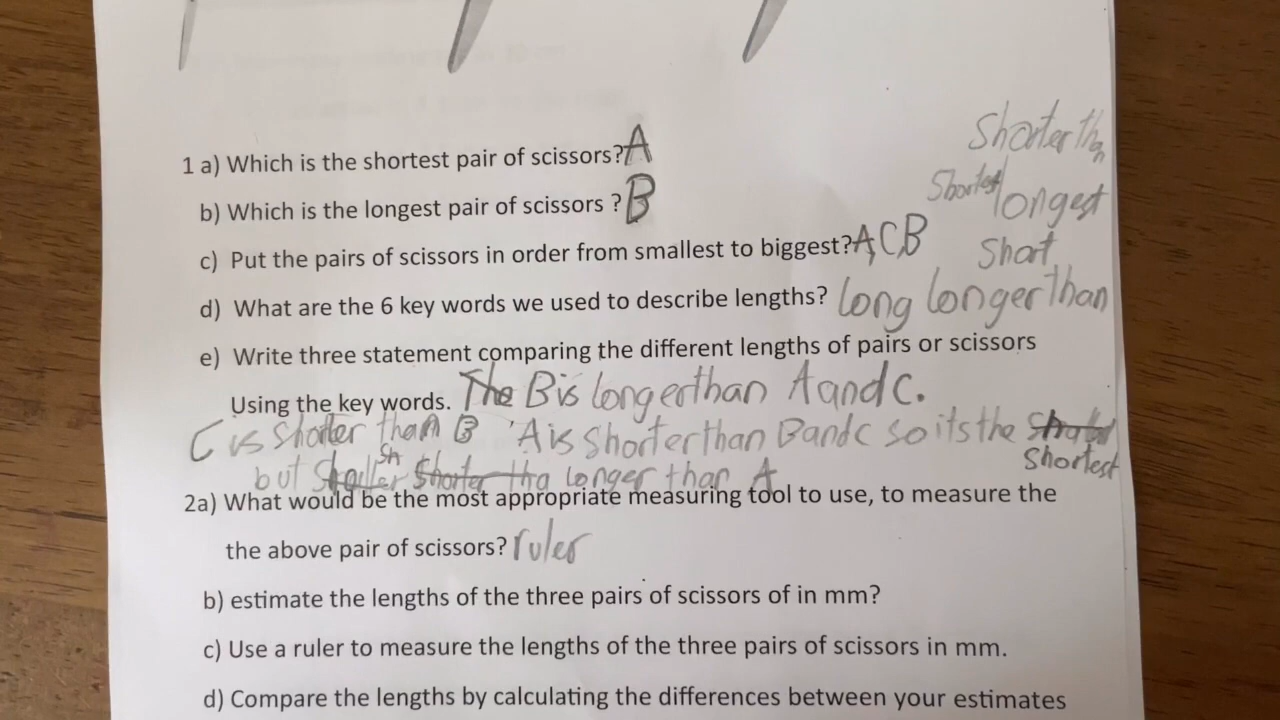 1 a) Which is the shortest pair of scissors? A
Shorter than
b) Which is the longest pair of scissors ? B
Shortest longest
c) Put the pairs of scissors in order from smallest to biggest? A, C, B
Short
d) What are the 6 key words we used to describe lengths? long longer than
e) Write three statement comparing the different lengths of pairs or scissors
Using the key words. The B is longer than A and C.
C is shorter than B 'A is shorter than B and c so its the
shortest
but shorter tha longer than A
2a) What would be the most appropriate measuring tool to use, to measure the
the above pair of scissors? ruler
b) estimate the lengths of the three pairs of scissors of in mm?
c) Use a ruler to measure the lengths of the three pairs of scissors in mm.
d) Compare the lengths by calculating the differences between your estimates